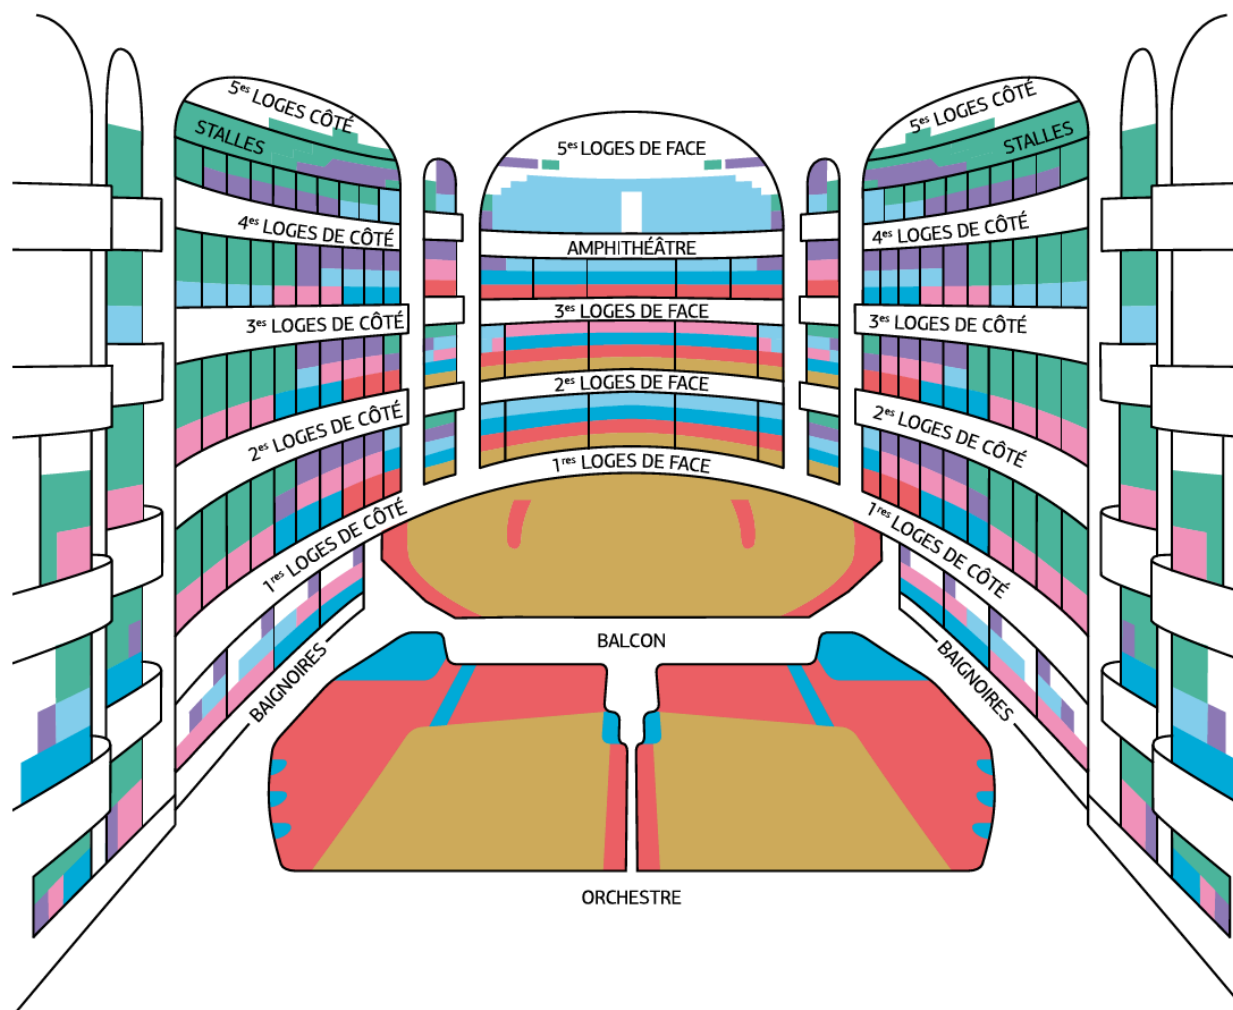 5es LOGES CÔTÉ
5es LOGES CÔTÉ
STALLES
5es LOGES DE FACE
STALLES
4es LOGES DE CÔTÉ
AMPHITHÉÂTRE
4es LOGES DE CÔTÉ
3es LOGES DE CÔTÉ
3es LOGES DE FACE
3es LOGES DE CÔTÉ
2es LOGES DE CÔTÉ
2es LOGES DE FACE
2es LOGES DE CÔTÉ
1res LOGES DE CÔTÉ
1res LOGES DE FACE
1res LOGES DE CÔTÉ
BAIGNOIRES
BALCON
BAIGNOIRES
ORCHESTRE